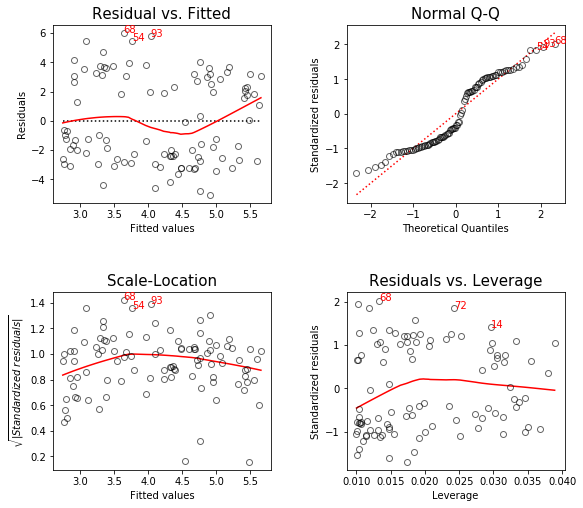 Residual vs. Fitted
Normal Q-Q
Residuals
6
4
2
0
−2
−4
68
54
93
3.0 3.5 4.0 4.5 5.0 5.5
Fitted values
Standardized residuals
2
1
0
−1
−2
54
93
68
−2 −1 0 1 2
Theoretical Quantiles
Scale-Location
Residuals vs. Leverage
√|Standardized residuals|
1.4
1.2
1.0
0.8
0.6
0.4
0.2
68
54
93
3.0 3.5 4.0 4.5 5.0 5.5
Fitted values
Standardized residuals
2
1
0
−1
68
72
14
0.010 0.015 0.020 0.025 0.030 0.035 0.040
Leverage